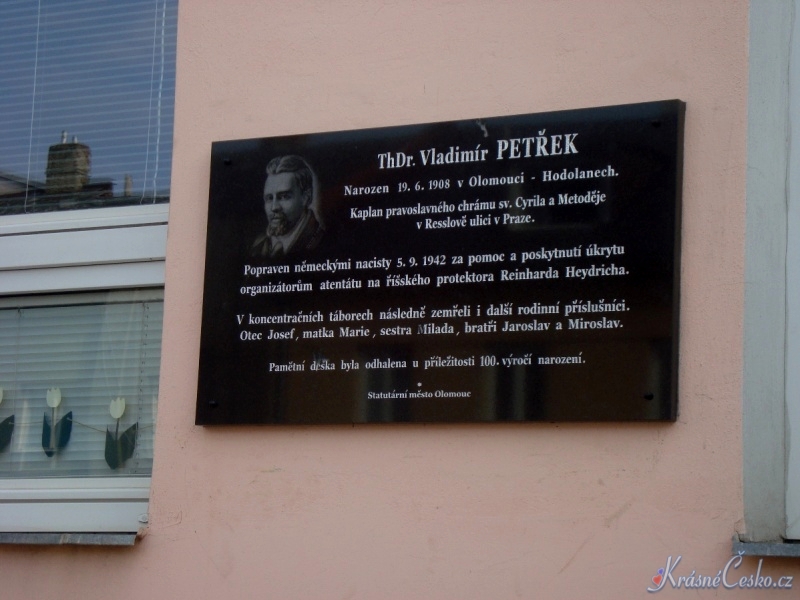 ThDr. Vladimír PETŘEK
Narozen 19. 6. 1908 v Olomouci - Hodolanech.
Kaplan pravoslavného chrámu sv. Cyrila a Metoděje
v Resslově ulici v Praze.
Popraven německými nacisty 5. 9. 1942 za pomoc a poskytnutí úkrytu
organizátorům atentátu na říšského protektora Reinharda Heydricha.
V koncentračních táborech následně zemřeli i další rodinní příslušníci.
Otec Josef, matka Marie, sestra Milada, bratři Jaroslav a Miroslav.
Pamětní deska byla odhalena u příležitosti 100. výročí narození.
Statutární město Olomouc
KrásnéČesko.cz